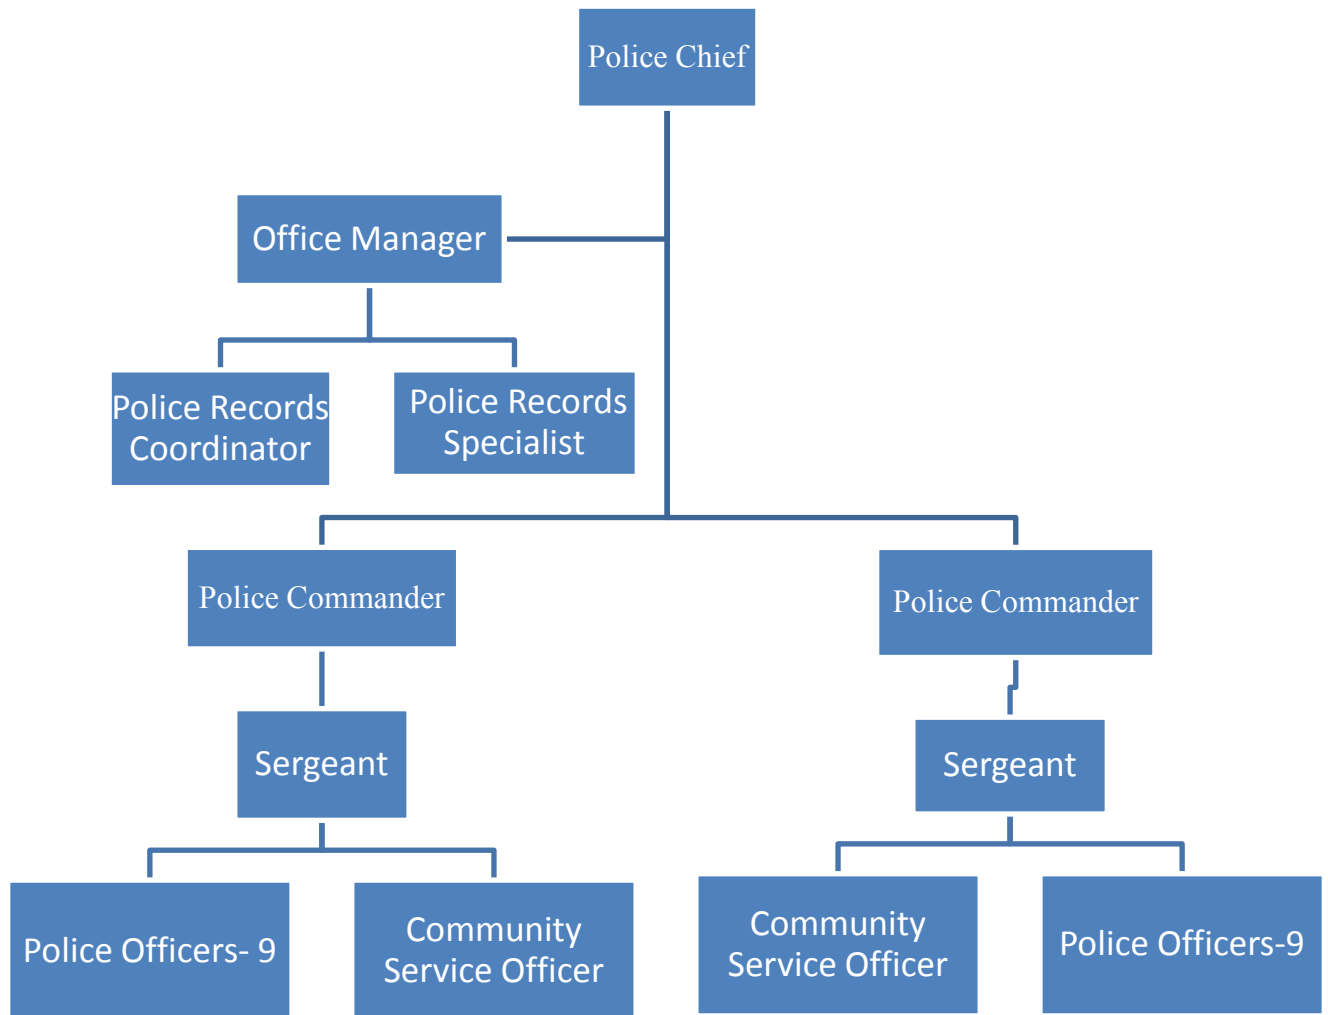 Police Chief
Office Manager
Police Records
Coordinator
Police Records
Specialist
Police Commander
Police Commander
Sergeant
Sergeant
Police Officers- 9
Community
Service Officer
Community
Service Officer
Police Officers-9